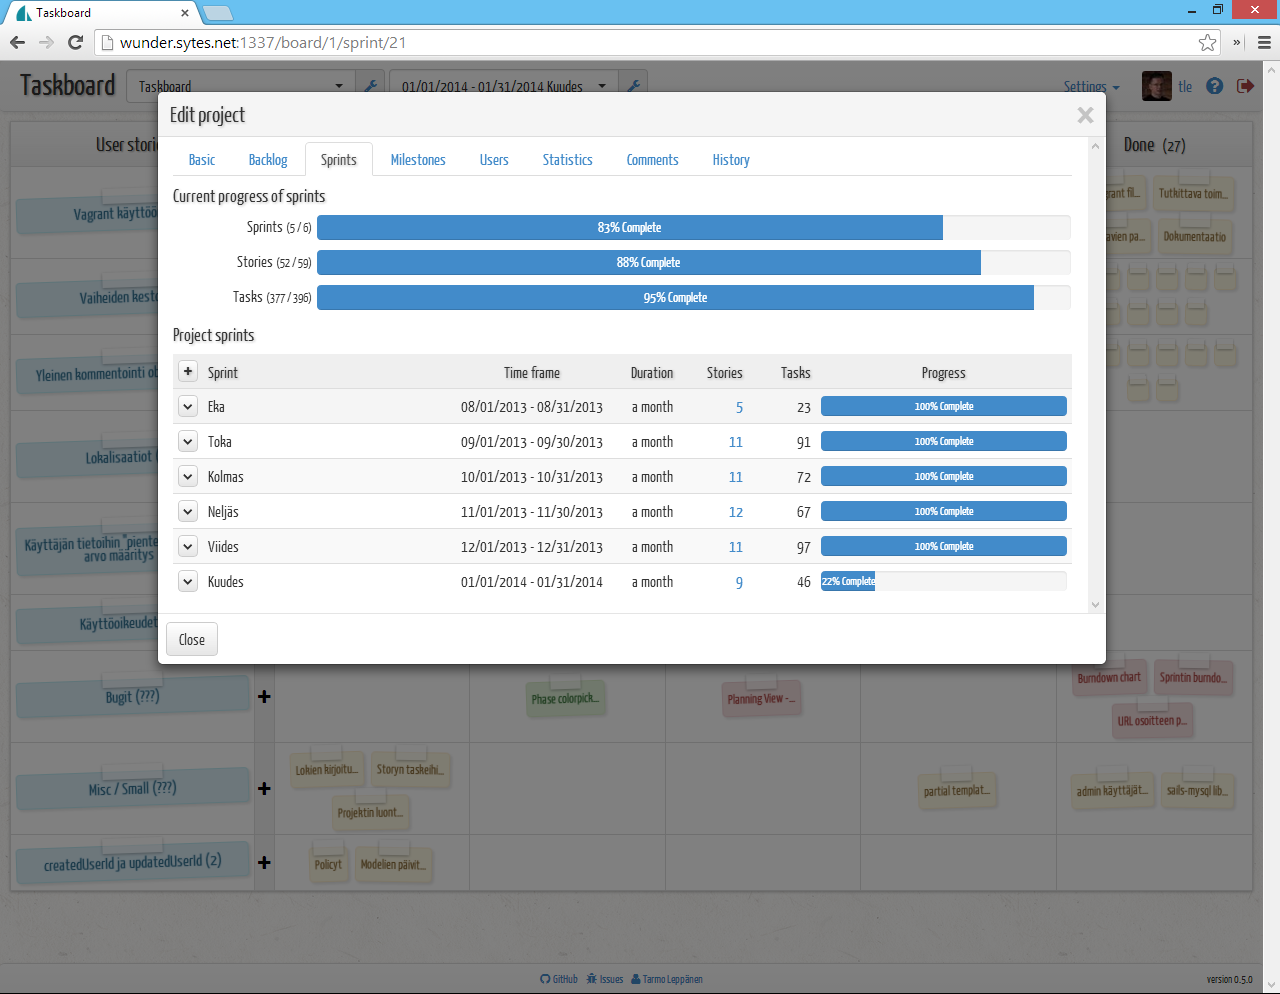 Taskboard
wunder.sytes.net:1337/board/1/sprint/21
Taskboard
Taskboard
01/01/2014 - 01/31/2014 Kuudes
Settings
tle
Edit project
Basic
Backlog
Sprints
Milestones
Users
Statistics
Comments
History
Current progress of sprints
Sprints (5 / 6)
83% Complete
Stories (52 / 59)
88% Complete
Tasks (377 / 396)
95% Complete
Project sprints
Sprint Time frame Duration Stories Tasks Progress
Eka 08/01/2013 - 08/31/2013 a month 5 23 100% Complete
Toka 09/01/2013 - 09/30/2013 a month 11 91 100% Complete
Kolmas 10/01/2013 - 10/31/2013 a month 11 72 100% Complete
Neljäs 11/01/2013 - 11/30/2013 a month 12 67 100% Complete
Viides 12/01/2013 - 12/31/2013 a month 11 97 100% Complete
Kuudes 01/01/2014 - 01/31/2014 a month 9 46 22% Complete
Close
User stori
Done (27)
Vagrant käyttöö
rant fil...
Tutkittava toim...
avien pa...
Dokumentaatio
Vaiheiden kest
Yleinen kommentointi ob
Lokalisaatiot (
Käyttäjän tietoihin "piente
arvo määritys
Käyttöoikeudet
Bugit (???)
Phase colorpick...
Planning View -...
Burndown chart
Sprintin burndo...
URL osoitteen p...
Misc / Small (???)
Lokien kirjoitu...
Storyn taskeihi...
Projektin luont...
partial templat...
admin käyttäjät...
sails-mysql lib...
createdUserId ja updatedUserId (2)
Policyt
Modelien päivit...
GitHub
Issues
Tarmo Leppänen
version 0.5.0